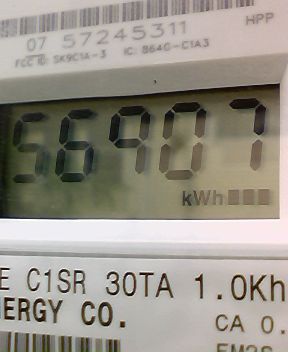 HPP
07 57245311
FCC ID: SK9C1A-3 IC: 864G-C1A3
56907
kWh
E C1SR 30TA 1.0Kh
ERGY CO.
CA 0.